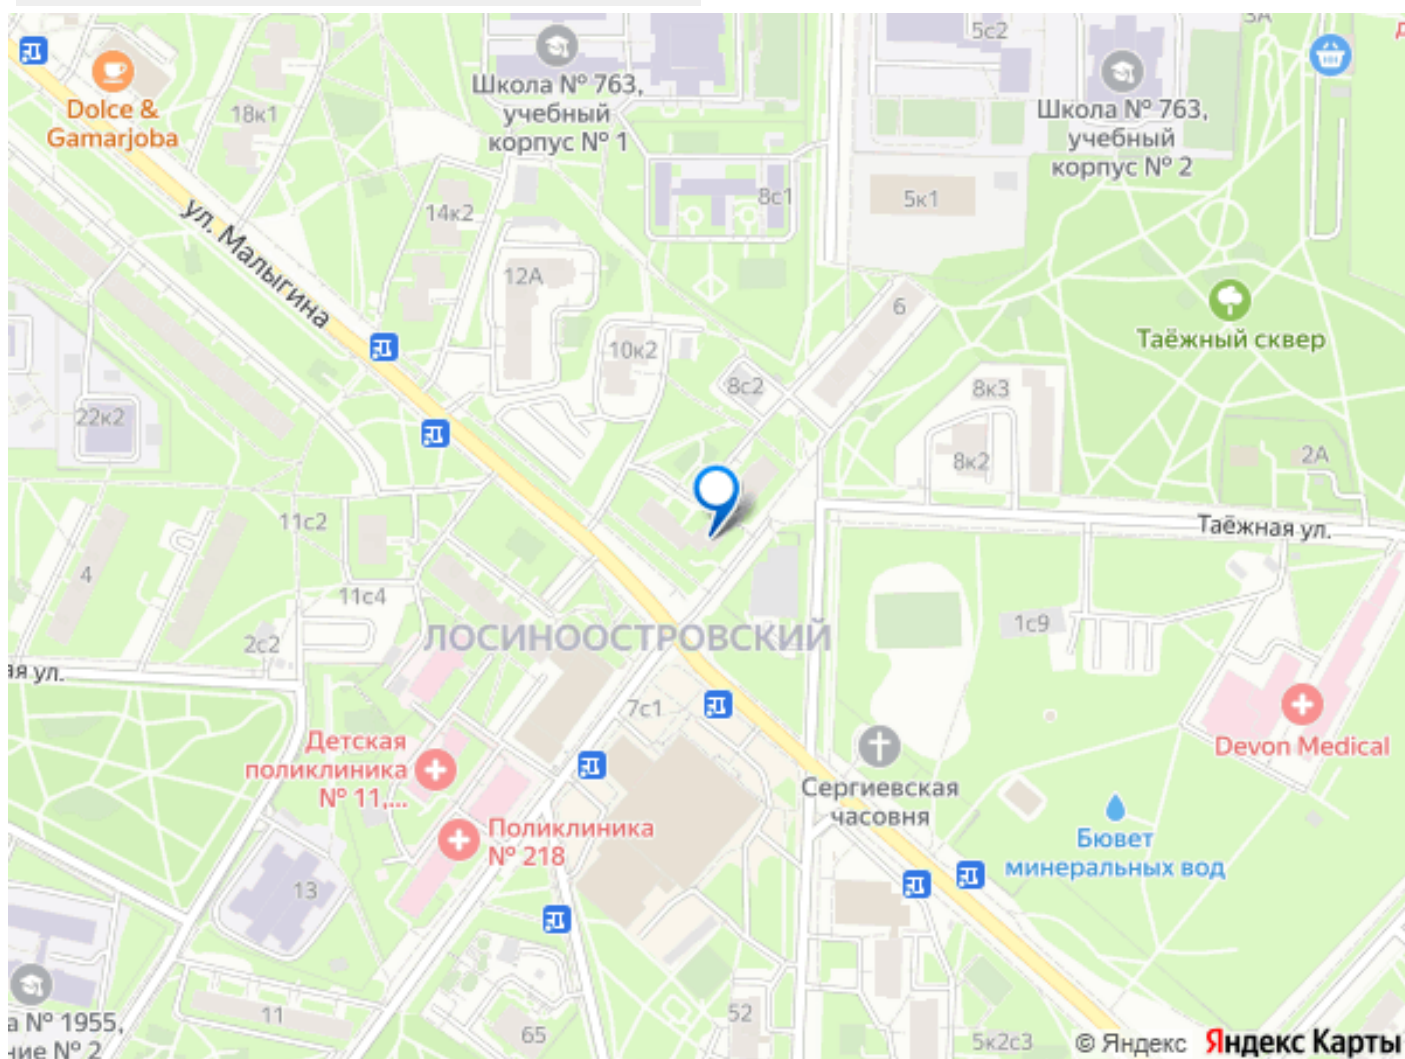 3А
5с2
Школа № 763,
учебный
корпус № 1
Школа № 763,
учебный
корпус № 2
Dolce &
Gamarjoba
18к1
8с1
5к1
14к2
ул. Малыгина
12А
6
Таёжный сквер
10к2
8с2
8к3
22к2
8к2
2А
11с2
Таёжная ул.
4
11с4
1с9
2с2
ЛОСИНООСТРОВСКИЙ
ая ул.
7с1
Детская
поликлиника
№ 11,...
Devon Medical
Сергиевская
часовня
Поликлиника
№ 218
Бювет
минеральных вод
13
11
а № 1955,
ние № 2
65
52
5к2с3
© Яндекс Яндекс Карты